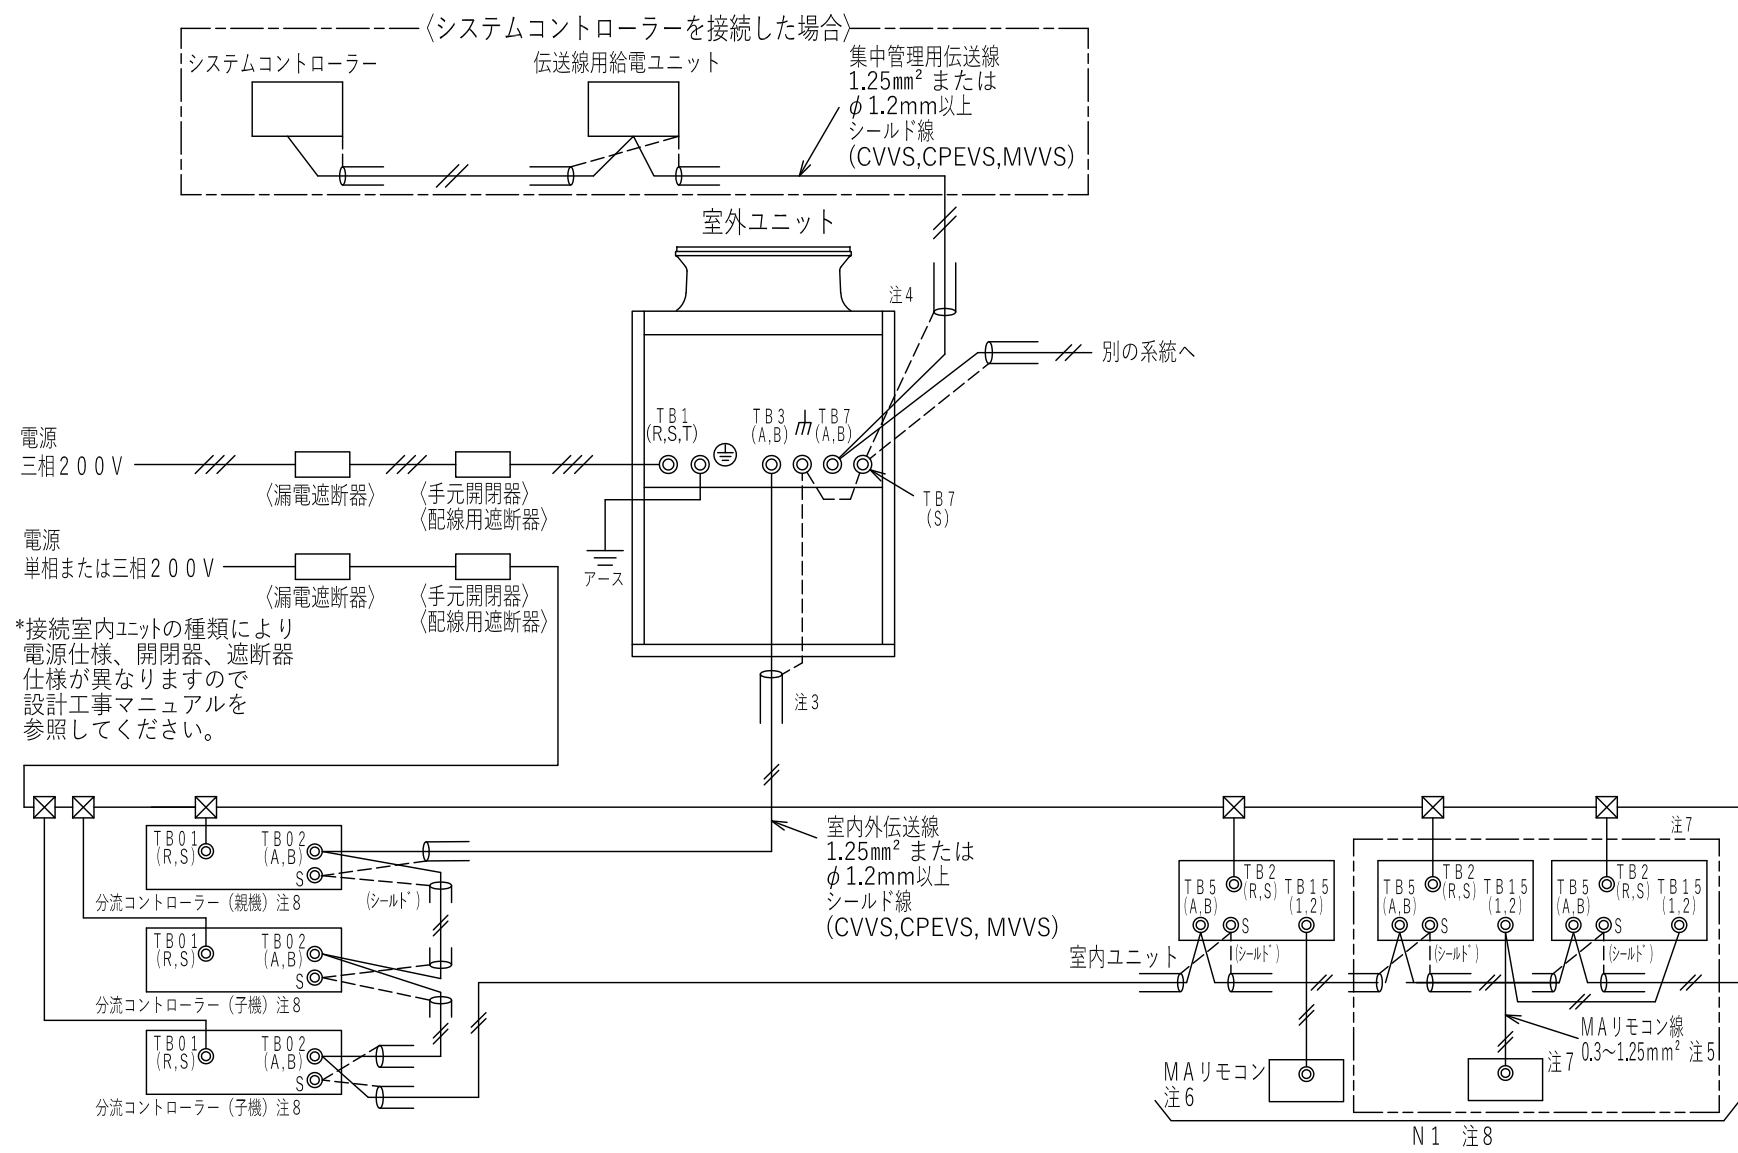 〈システムコントローラーを接続した場合〉
システムコントローラー
伝送線用給電ユニット
集中管理用伝送線
1.25mm² または
φ1.2mm以上
シールド線
(CVVS,CPEVS,MVVS)
室外ユニット
注4
別の系統へ
TB1
(R,S,T)
TB3
(A,B)
TB7
(A,B)
TB7
(S)
電源
三相200V
〈漏電遮断器〉
〈手元開閉器〉
〈配線用遮断器〉
アース
電源
単相または三相200V
〈漏電遮断器〉
〈手元開閉器〉
〈配線用遮断器〉
*接続室内ユニットの種類により
電源仕様、開閉器、遮断器
仕様が異なりますので
設計工事マニュアルを
参照してください。
注3
室内外伝送線
1.25mm² または
φ1.2mm以上
シールド線
(CVVS,CPEVS, MVVS)
TB01
(R,S)
TB02
(A,B)
S
分流コントローラー (親機) 注8
(シールド)
TB01
(R,S)
TB02
(A,B)
S
分流コントローラー (子機) 注8
TB01
(R,S)
TB02
(A,B)
S
分流コントローラー (子機) 注8
室内ユニット
TB5
(A,B)
TB2
(R,S)
TB15
(1,2)
S
(シールド)
注7
TB5
(A,B)
TB2
(R,S)
TB15
(1,2)
S
(シールド)
TB5
(A,B)
TB2
(R,S)
TB15
(1,2)
S
(シールド)
MAリモコン線
0.3~1.25mm² 注5
MAリモコン
注6
注7
N1 注8